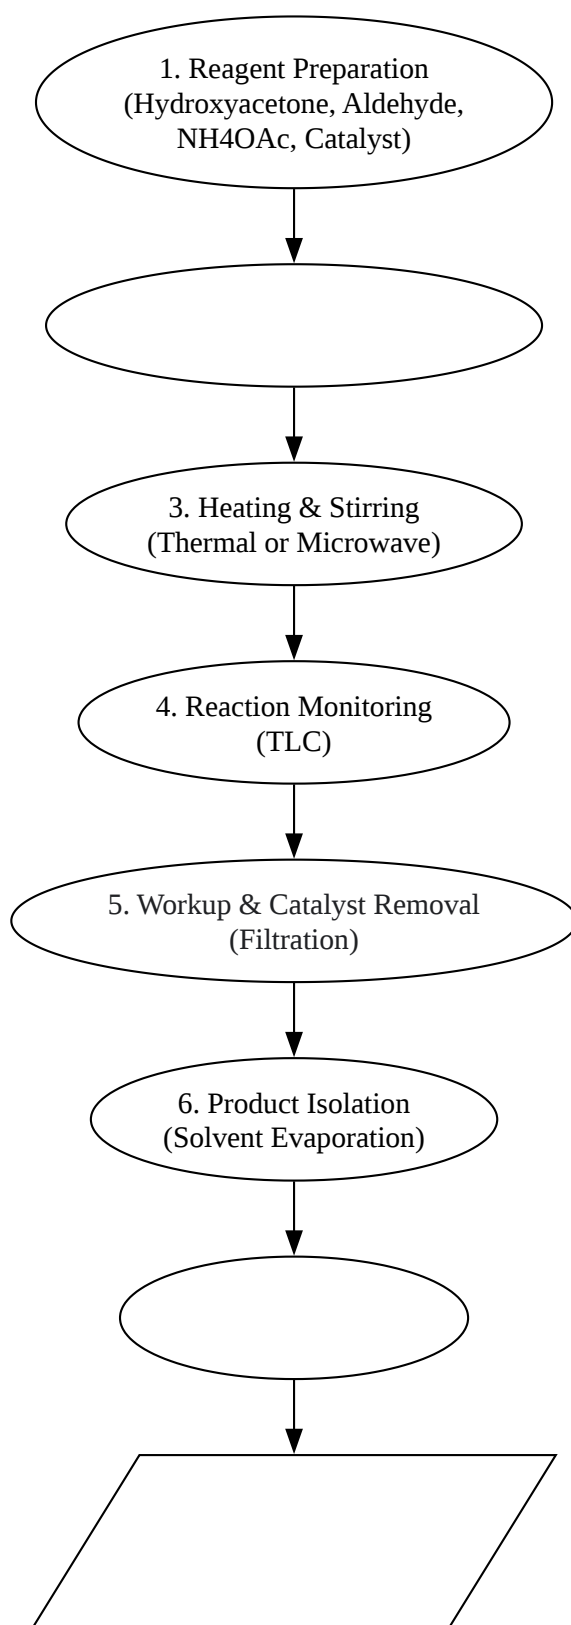 1. Reagent Preparation
(Hydroxyacetone, Aldehyde,
NH4OAc, Catalyst)
3. Heating & Stirring
(Thermal or Microwave)
4. Reaction Monitoring
(TLC)
5. Workup & Catalyst Removal
(Filtration)
6. Product Isolation
(Solvent Evaporation)